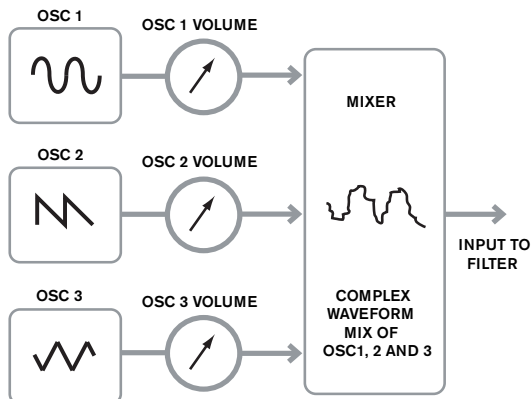 OSC 1
OSC 1 VOLUME
OSC 2
OSC 2 VOLUME
OSC 3
OSC 3 VOLUME
MIXER
COMPLEX
WAVEFORM
MIX OF
OSC1, 2 AND 3
INPUT TO
FILTER